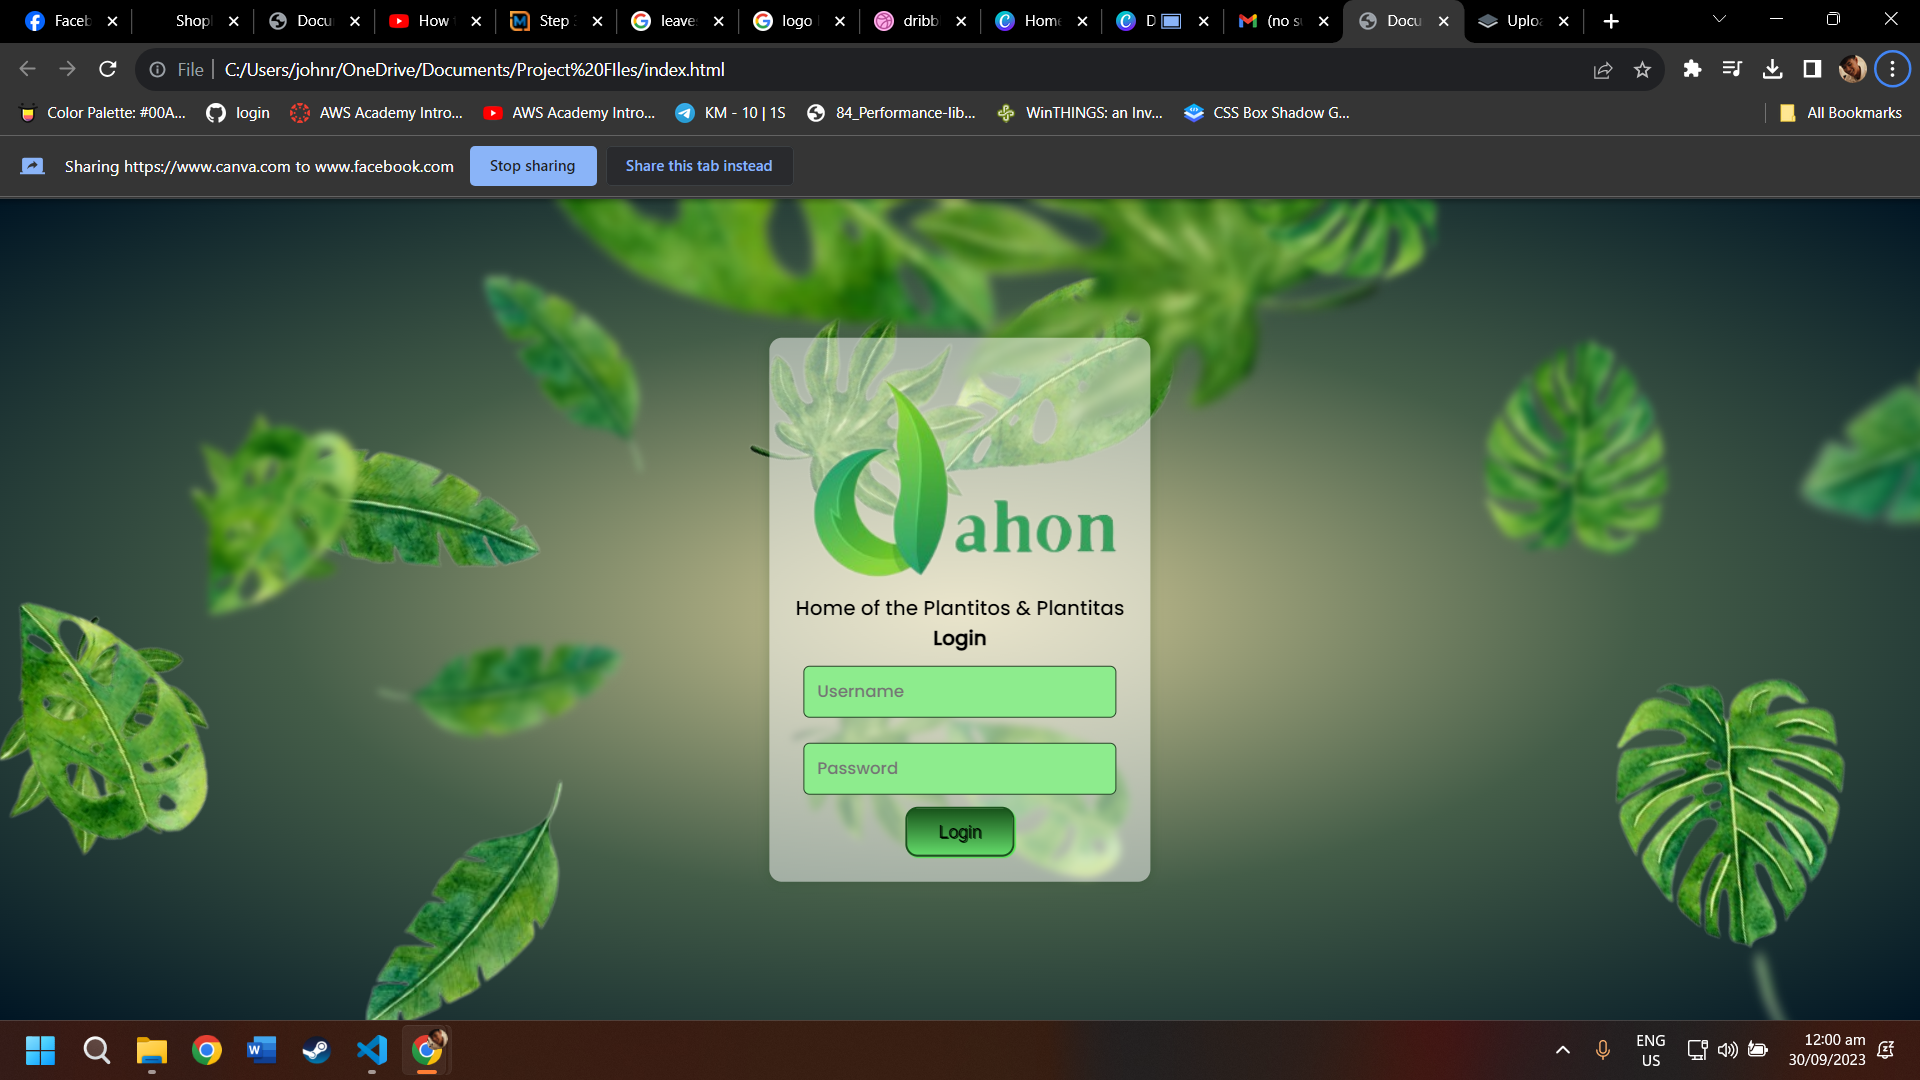 Faceb
Shopl
Docu
How
Step
leave
logo
dribb
Home
D
(no s
Docu
Uploa
File
C:/Users/johnr/OneDrive/Documents/Project%20FIles/index.html
Color Palette: #00A...
login
AWS Academy Intro...
AWS Academy Intro...
KM - 10 | 1S
84_Performance-lib...
WinTHINGS: an Inv...
CSS Box Shadow G...
All Bookmarks
Sharing https://www.canva.com to www.facebook.com
Stop sharing
Share this tab instead
ahon
Home of the Plantitos & Plantitas
Login
Username
Password
Login
ENG
US
12:00 am
30/09/2023